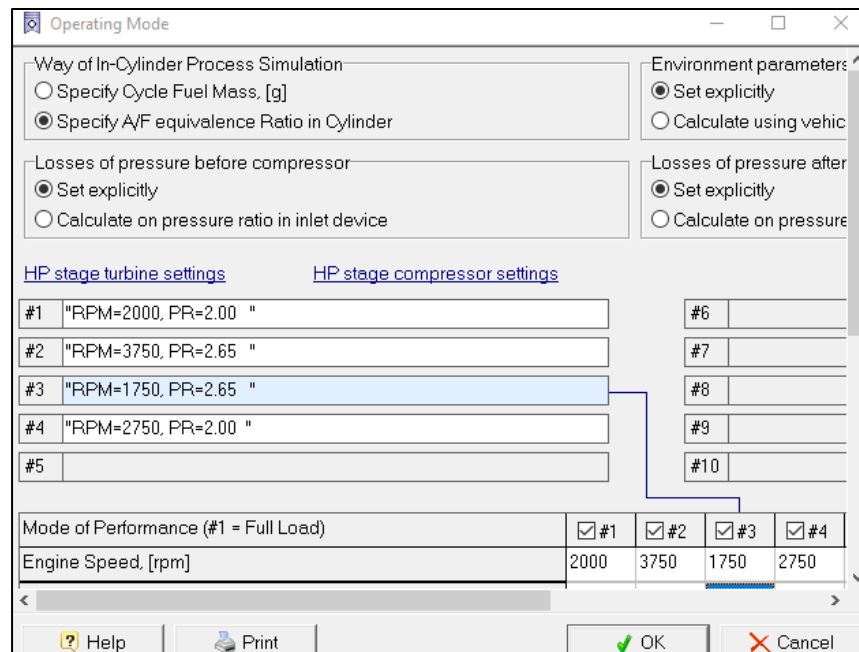 Operating Mode
Way of In-Cylinder Process Simulation
Specify Cycle Fuel Mass, [g]
Specify A/F equivalence Ratio in Cylinder
Environment parameters
Set explicitly
Calculate using vehic
Losses of pressure before compressor
Set explicitly
Calculate on pressure ratio in inlet device
Losses of pressure after
Set explicitly
Calculate on pressure
HP stage turbine settings HP stage compressor settings
#1 "RPM=2000, PR=2.00 " #6
#2 "RPM=3750, PR=2.65 " #7
#3 "RPM=1750, PR=2.65 " #8
#4 "RPM=2750, PR=2.00 " #9
#5 #10
Mode of Performance (#1 = Full Load) #1 #2 #3 #4
Engine Speed, [rpm] 2000 3750 1750 2750
Help Print OK Cancel